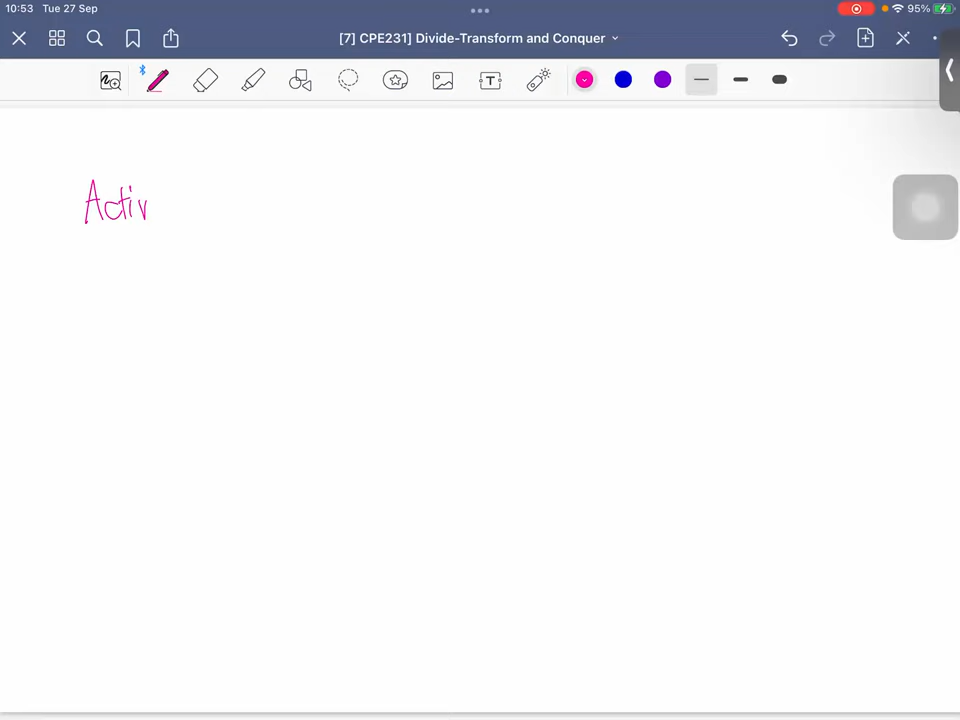 10:53 Tue 27 Sep 95%
[7] CPE231] Divide-Transform and Conquer
T
Activ